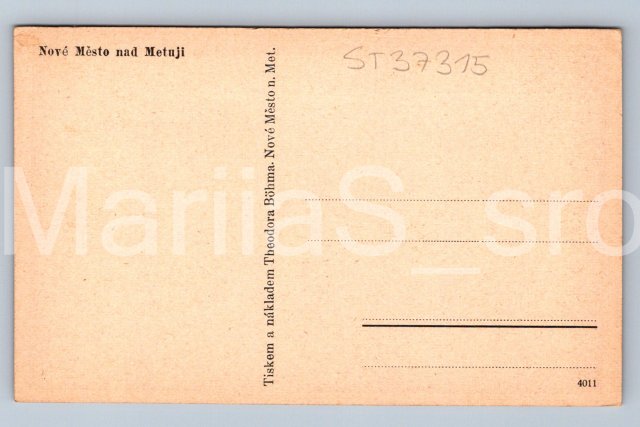 Nové Město nad Metují
ST37315
Tiskem a nákladem Theodora Böhma. Nové Město n. Met.
MariiaS_sro
4011